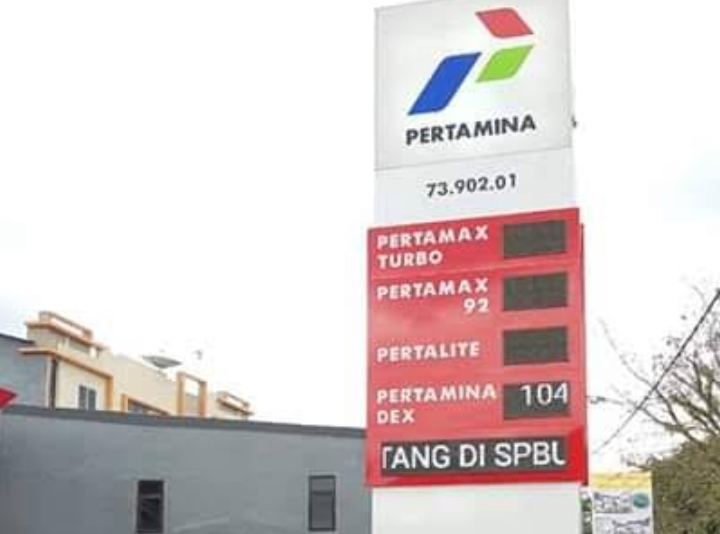 PERTAMINA
73.902.01
PERTAMAX
TURBO
PERTAMAX
92
PERTALITE
PERTAMINA
DEX
104
TANG DI SPBU